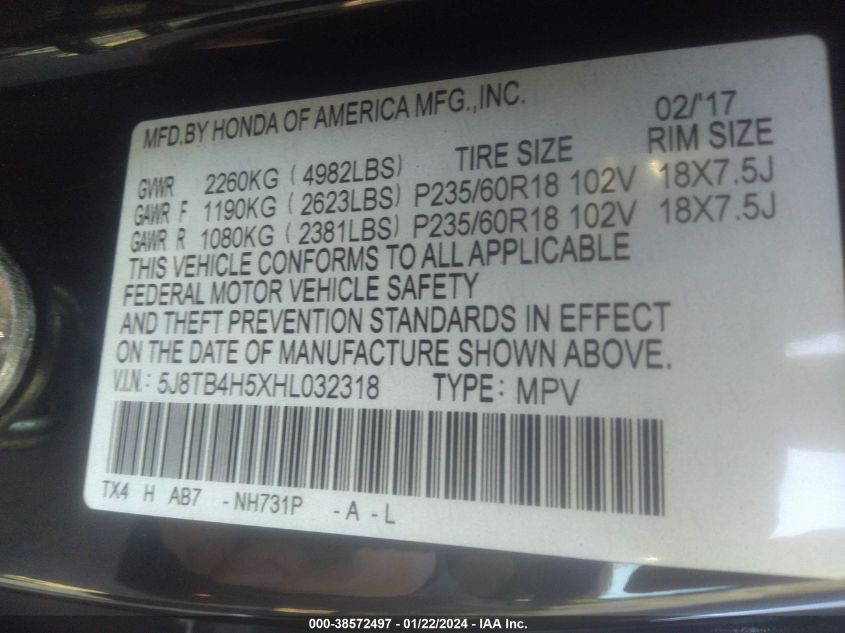 MFD.BY HONDA OF AMERICA MFG.,INC. 02/'17
GVWR 2260KG ( 4982LBS) TIRE SIZE RIM SIZE
GAWR F 1190KG ( 2623LBS) P235/60R18 102V 18X7.5J
GAWR R 1080KG ( 2381LBS) P235/60R18 102V 18X7.5J
THIS VEHICLE CONFORMS TO ALL APPLICABLE
FEDERAL MOTOR VEHICLE SAFETY
AND THEFT PREVENTION STANDARDS IN EFFECT
ON THE DATE OF MANUFACTURE SHOWN ABOVE.
V.I.N.: 5J8TB4H5XHL032318 TYPE: MPV
TX4 H AB7 - NH731P - A - L
000-38572497 - 01/22/2024 - IAA Inc.